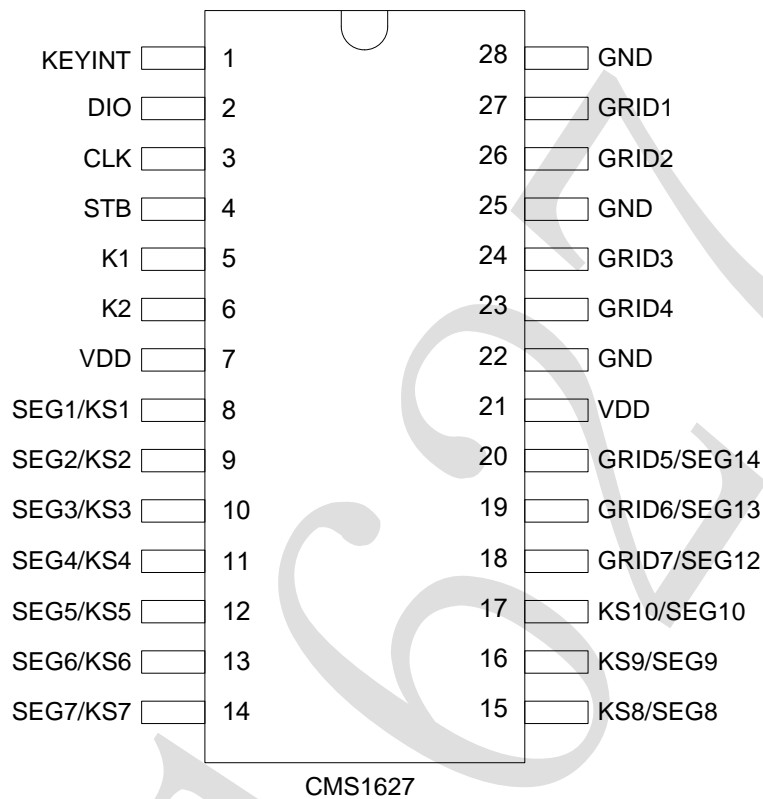 KEYINT 1 28 GND
DIO 2 27 GRID1
CLK 3 26 GRID2
STB 4 25 GND
K1 5 24 GRID3
K2 6 23 GRID4
VDD 7 22 GND
SEG1/KS1 8 21 VDD
SEG2/KS2 9 20 GRID5/SEG14
SEG3/KS3 10 19 GRID6/SEG13
SEG4/KS4 11 18 GRID7/SEG12
SEG5/KS5 12 17 KS10/SEG10
SEG6/KS6 13 16 KS9/SEG9
SEG7/KS7 14 15 KS8/SEG8
CMS1627